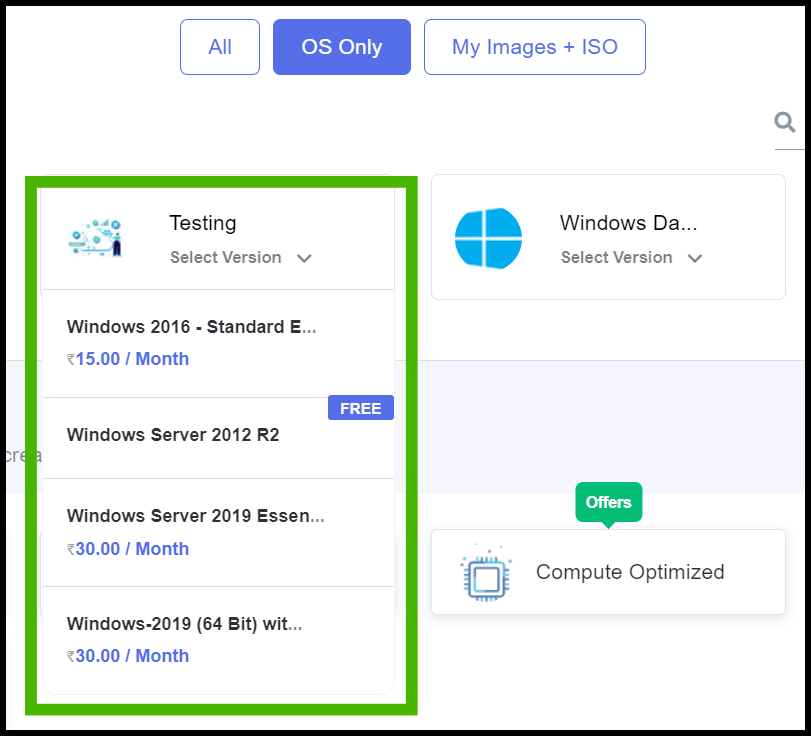 All
OS Only
My Images + ISO
Testing
Select Version
Windows Da...
Select Version
Windows 2016 - Standard E...
₹15.00 / Month
FREE
Windows Server 2012 R2
crea
Windows Server 2019 Essen...
₹30.00 / Month
Offers
Compute Optimized
Windows-2019 (64 Bit) wit...
₹30.00 / Month